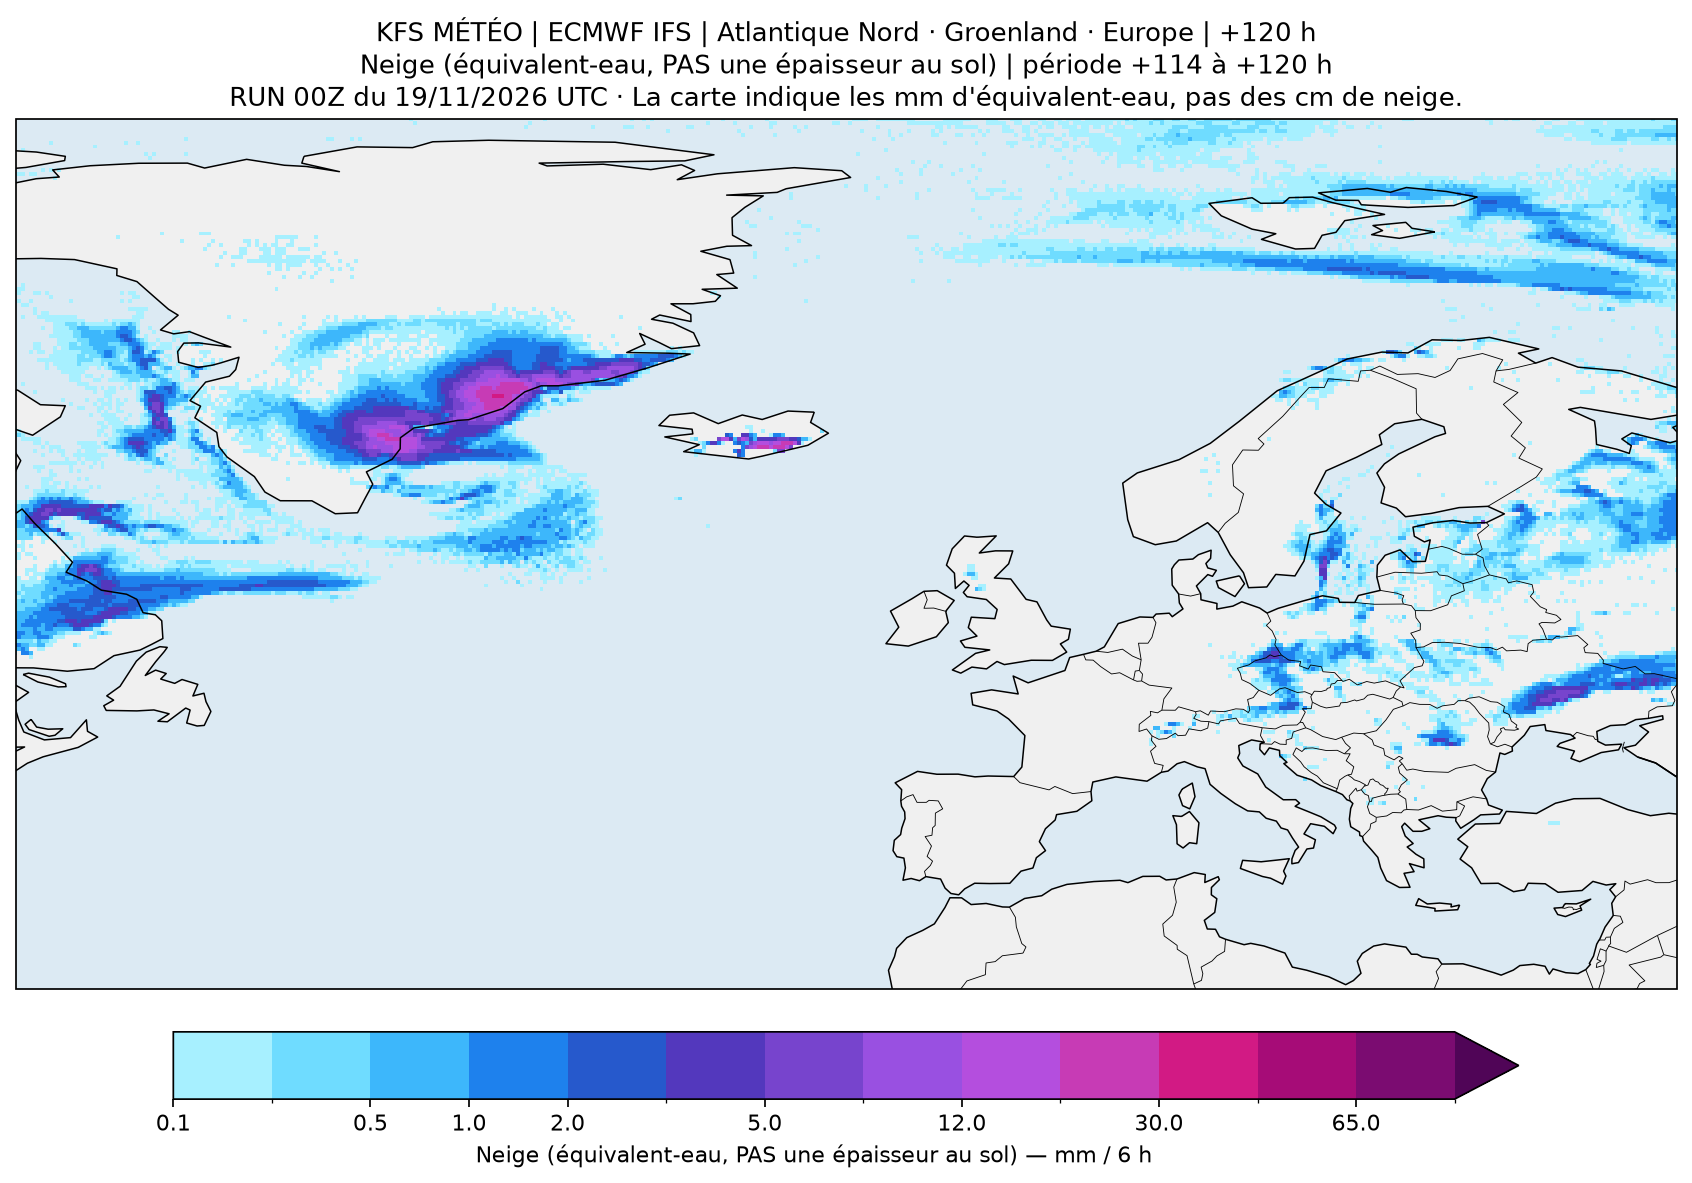 KFS MÉTÉO | ECMWF IFS | Atlantique Nord · Groenland · Europe | +120 h
Neige (équivalent-eau, PAS une épaisseur au sol) | période +114 à +120 h
RUN 00Z du 19/11/2026 UTC · La carte indique les mm d'équivalent-eau, pas des cm de neige.
0.1 0.5 1.0 2.0 5.0 12.0 30.0 65.0
Neige (équivalent-eau, PAS une épaisseur au sol) — mm / 6 h